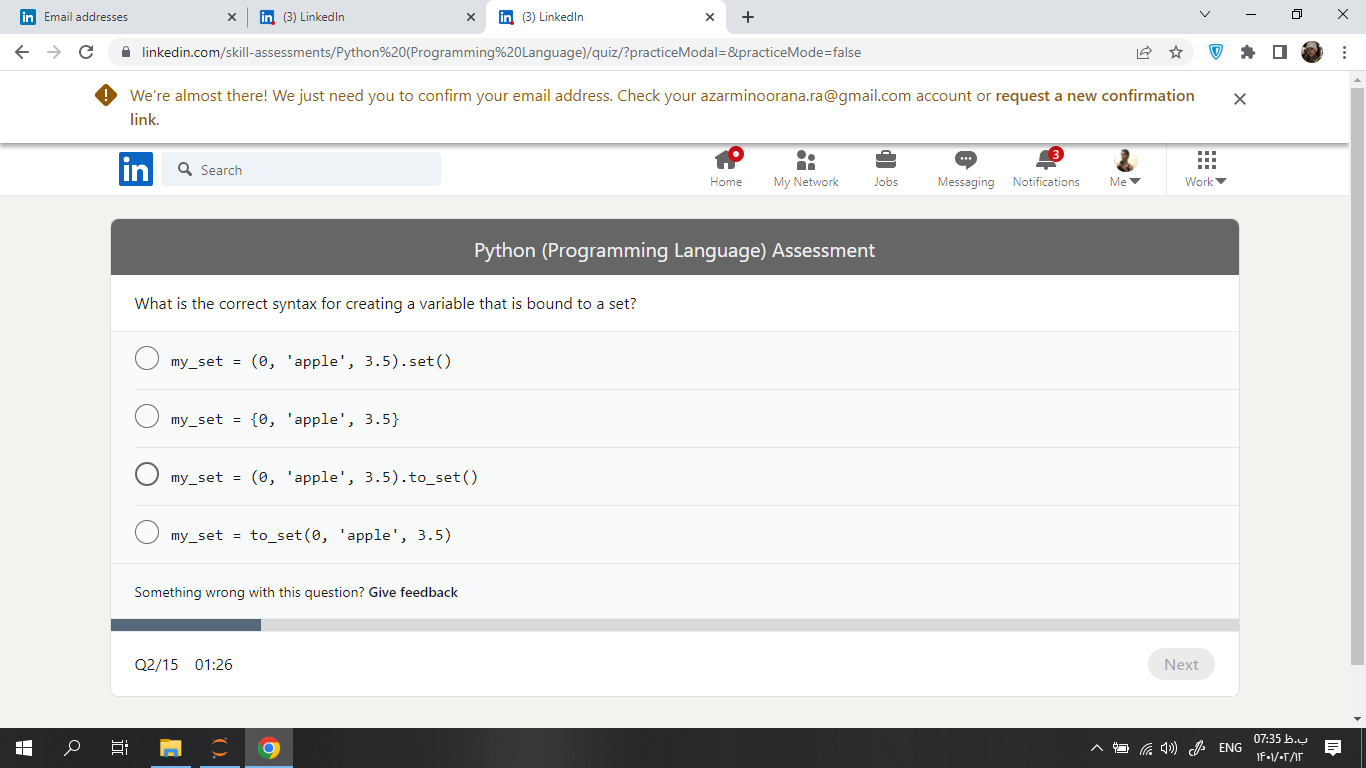 Email addresses
(3) LinkedIn
(3) LinkedIn
linkedin.com/skill-assessments/Python%20(Programming%20Language)/quiz/?practiceModal=&practiceMode=false
We're almost there! We just need you to confirm your email address. Check your azarminoorana.ra@gmail.com account or request a new confirmation
link.
in
Search
Home
My Network
Jobs
Messaging
3
Notifications
Me
Work
Python (Programming Language) Assessment
What is the correct syntax for creating a variable that is bound to a set?
my_set = (0, 'apple', 3.5).set()
my_set = {0, 'apple', 3.5}
my_set = (0, 'apple', 3.5).to_set()
my_set = to_set(0, 'apple', 3.5)
Something wrong with this question? Give feedback
Q2/15 01:26
Next
ENG
07:35 ب.ظ
۱۴۰۱/۰۲/۱۲